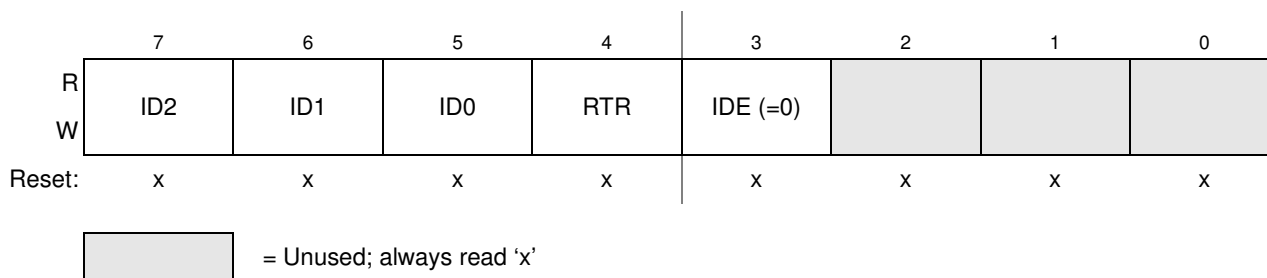 7 6 5 4 3 2 1 0
R
ID2 ID1 ID0 RTR IDE (=0)
W
Reset: x x x x x x x x
= Unused; always read ‘x’